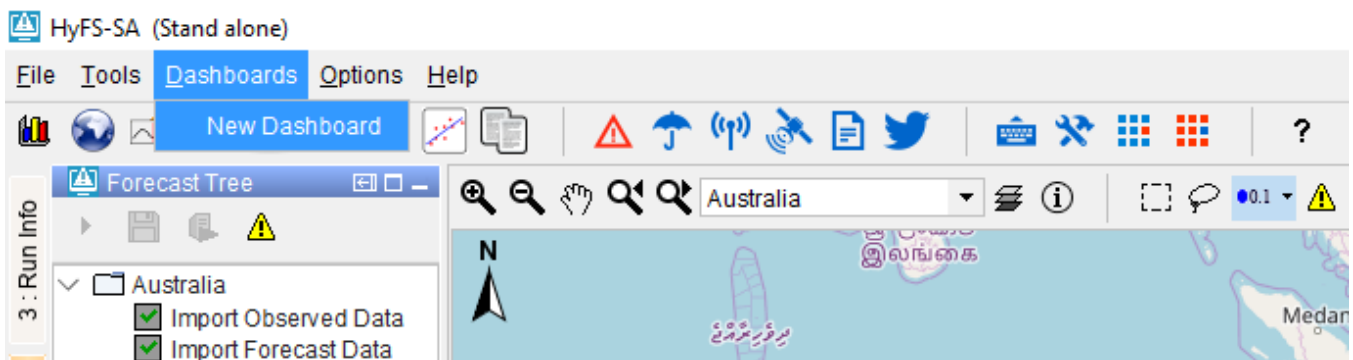 HyFS-SA (Stand alone)
File Tools Dashboards Options Help
New Dashboard
?
3 : Run Info
Forecast Tree
Australia
0.1
Australia
Import Observed Data
Import Forecast Data
N
இலங்கை
ދިވެހިރާއްޖެ
Medan